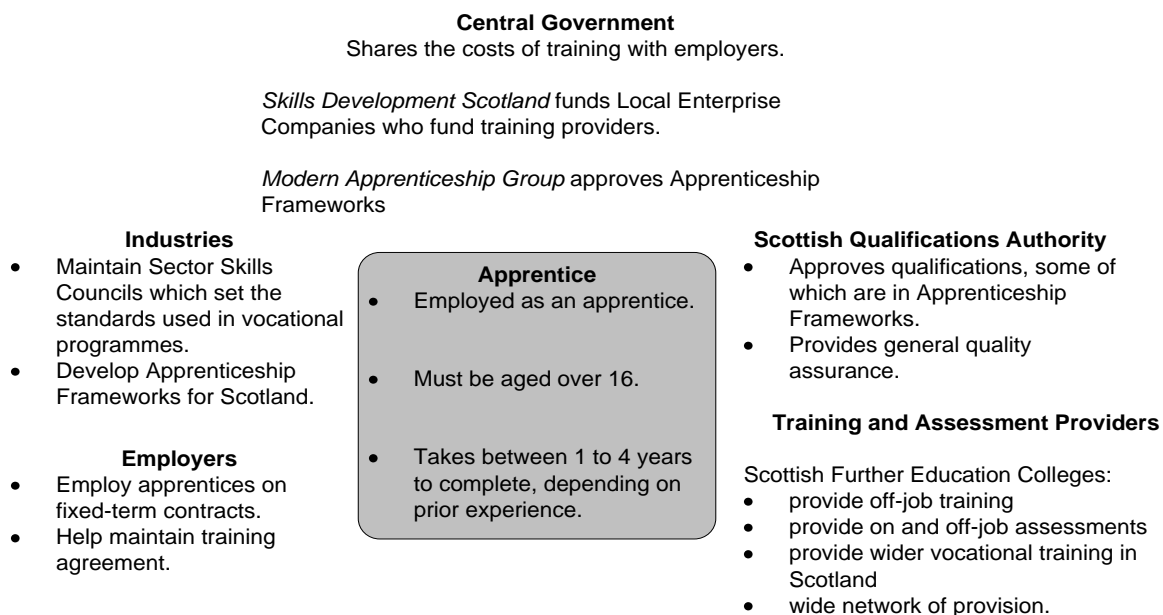 Central Government
Shares the costs of training with employers.
Skills Development Scotland funds Local Enterprise
Companies who fund training providers.
Modern Apprenticeship Group approves Apprenticeship
Frameworks
Industries
• Maintain Sector Skills
Councils which set the
standards used in vocational
programmes.
• Develop Apprenticeship
Frameworks for Scotland.
Employers
• Employ apprentices on
fixed-term contracts.
• Help maintain training
agreement.
Apprentice
• Employed as an apprentice.
• Must be aged over 16.
• Takes between 1 to 4 years
to complete, depending on
prior experience.
Scottish Qualifications Authority
• Approves qualifications, some of
which are in Apprenticeship
Frameworks.
• Provides general quality
assurance.
Training and Assessment Providers
Scottish Further Education Colleges:
• provide off-job training
• provide on and off-job assessments
• provide wider vocational training in
Scotland
• wide network of provision.